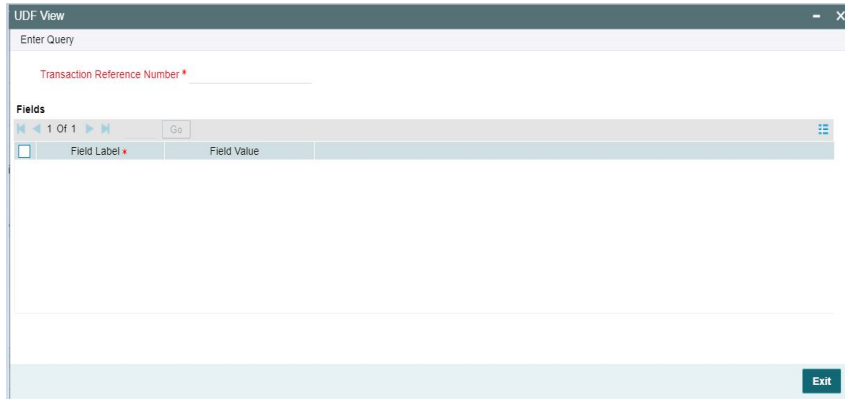 UDF View
Enter Query
Transaction Reference Number *
Fields
1 Of 1 Go
Field Label * Field Value
Exit